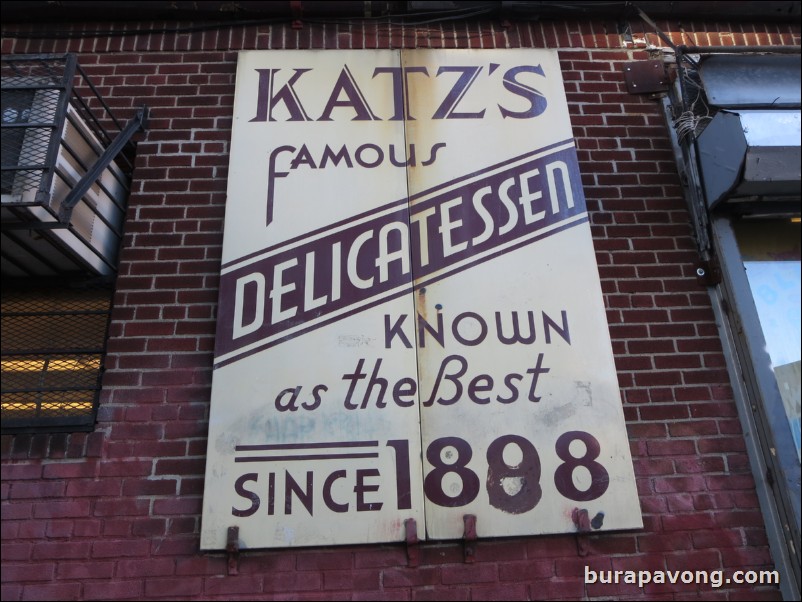 KATZ'S
FAMOUS
DELICATESSEN
KNOWN
as the Best
SINCE 1888
burapavong.com